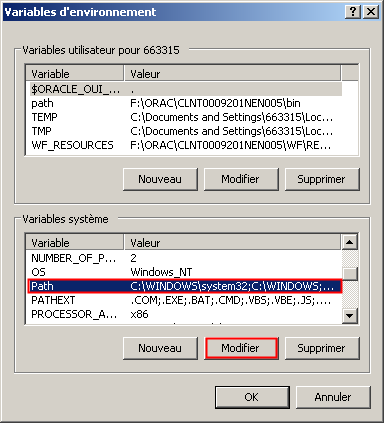 Variables d'environnement
Variables utilisateur pour 663315
Variable Valeur
$ORACLE_OUI_... .
path F:\ORAC\CLNT0009201NEN005\bin
TEMP C:\Documents and Settings\663315\Loc...
TMP C:\Documents and Settings\663315\Loc...
WF_RESOURCES F:\ORAC\CLNT0009201NEN005\WF\RE...
Nouveau Modifier Supprimer
Variables système
Variable Valeur
NUMBER_OF_P... 2
OS Windows_NT
Path C:\WINDOWS\system32;C:\WINDOWS;...
PATHEXT .COM;.EXE;.BAT;.CMD;.VBS;.VBE;.JS;....
PROCESSOR_A... x86
Nouveau Modifier Supprimer
OK Annuler